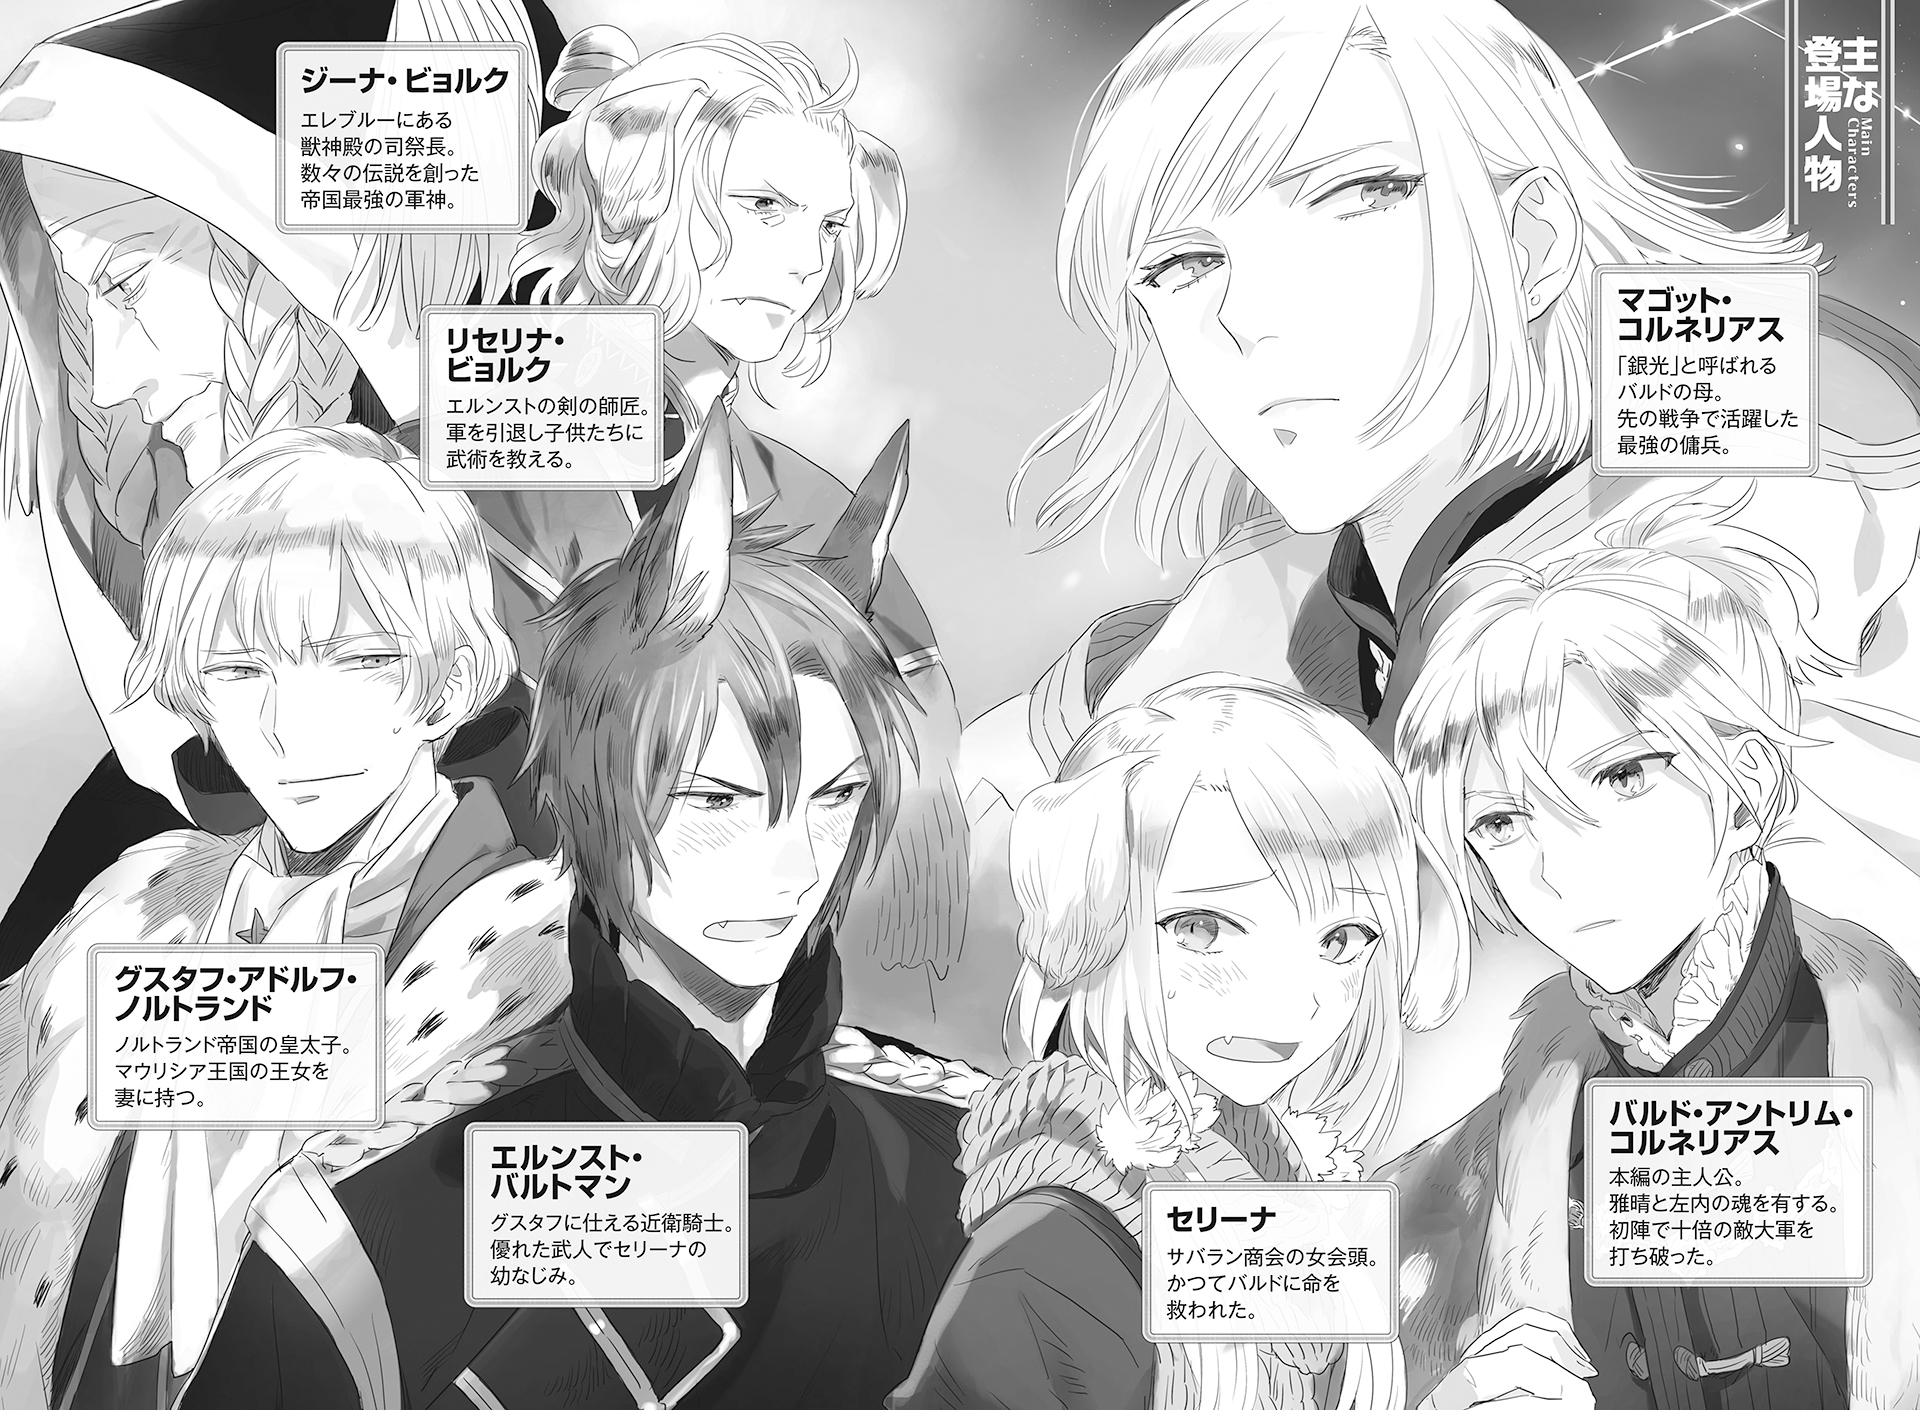 主な
登場人物
Main
Characters
マゴット・
コルネリアス
「銀光」と呼ばれる
バルドの母。
先の戦争で活躍した
最強の傭兵。
バルド・アントリム・
コルネリアス
本編の主人公。
雅晴と左内の魂を有する。
初陣で十倍の敵大軍を
打ち破った。
セリーナ
サバラン商会の女会頭。
かつてバルドに命を
救われた。
ジーナ・ビョルク
エレブルーにある
獣神殿の司祭長。
数々の伝説を創った
帝国最強の軍神。
リセリナ・
ビョルク
エルンストの剣の師匠。
軍を引退し子供たちに
武術を教える。
エルンスト・
バルトマン
グスタフに仕える近衛騎士。
優れた武人でセリーナの
幼なじみ。
グスタフ・アドルフ・
ノルトランド
ノルトランド帝国の皇太子。
マウリシア王国の王女を
妻に持つ。